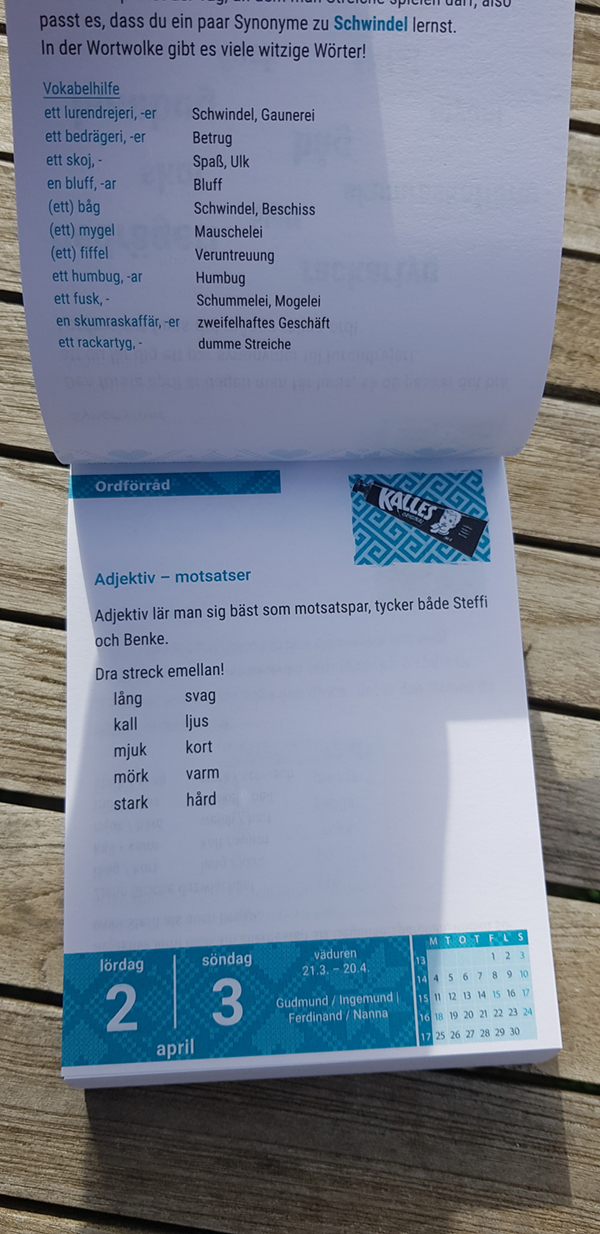 passt es, dass du ein paar Synonyme zu Schwindel lernst.
In der Wortwolke gibt es viele witzige Wörter!
Vokabelhilfe
ett lurendrejeri, -er Schwindel, Gaunerei
ett bedrägeri, -er Betrug
ett skoj, - Spaß, Ulk
en bluff, -ar Bluff
(ett) båg Schwindel, Beschiss
(ett) mygel Mauschelei
(ett) fiffel Veruntreuung
ett humbug, -ar Humbug
ett fusk, - Schummelei, Mogelei
en skumraskaffär, -er zweifelhaftes Geschäft
ett rackartyg, - dumme Streiche
Ordförråd
KALLES
ORIGINAL
Adjektiv – motsatser
Adjektiv lär man sig bäst som motsatspar, tycker både Steffi
och Benke.
Dra streck emellan!
lång svag
kall ljus
mjuk kort
mörk varm
stark hård
lördag söndag väduren
21.3. – 20.4.
2 3
Gudmund / Ingemund |
Ferdinand / Nanna
april
M T O T F L S
13 1 2 3
14 4 5 6 7 8 9 10
15 11 12 13 14 15 16 17
16 18 19 20 21 22 23 24
17 25 26 27 28 29 30